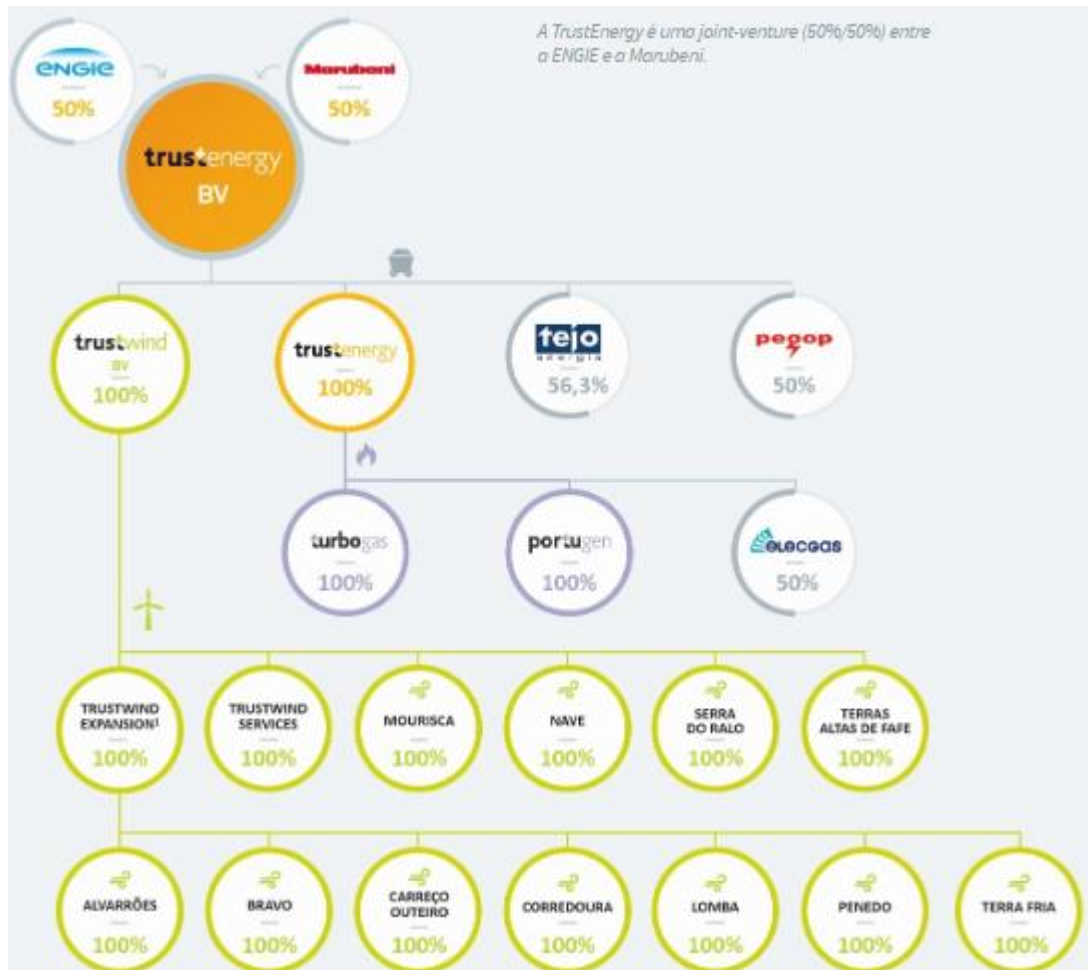 A TrustEnergy é uma joint-venture (50%/50%) entre
a ENGIE e a Marubeni.
ENGIE
50%
Marubeni
50%
trustenergy
BV
trustwind
BV
100%
trustenergy
100%
tejo
energia
56,3%
pegop
50%
turbogas
100%
portugen
100%
ELECGAS
50%
TRUSTWIND
EXPANSION¹
100%
TRUSTWIND
SERVICES
100%
MOURISCA
100%
NAVE
100%
SERRA
DO RALO
100%
TERRAS
ALTAS DE FAFE
100%
ALVARRÕES
100%
BRAVO
100%
CARREÇO
OUTEIRO
100%
CORREDOURA
100%
LOMBA
100%
PENEDO
100%
TERRA FRIA
100%